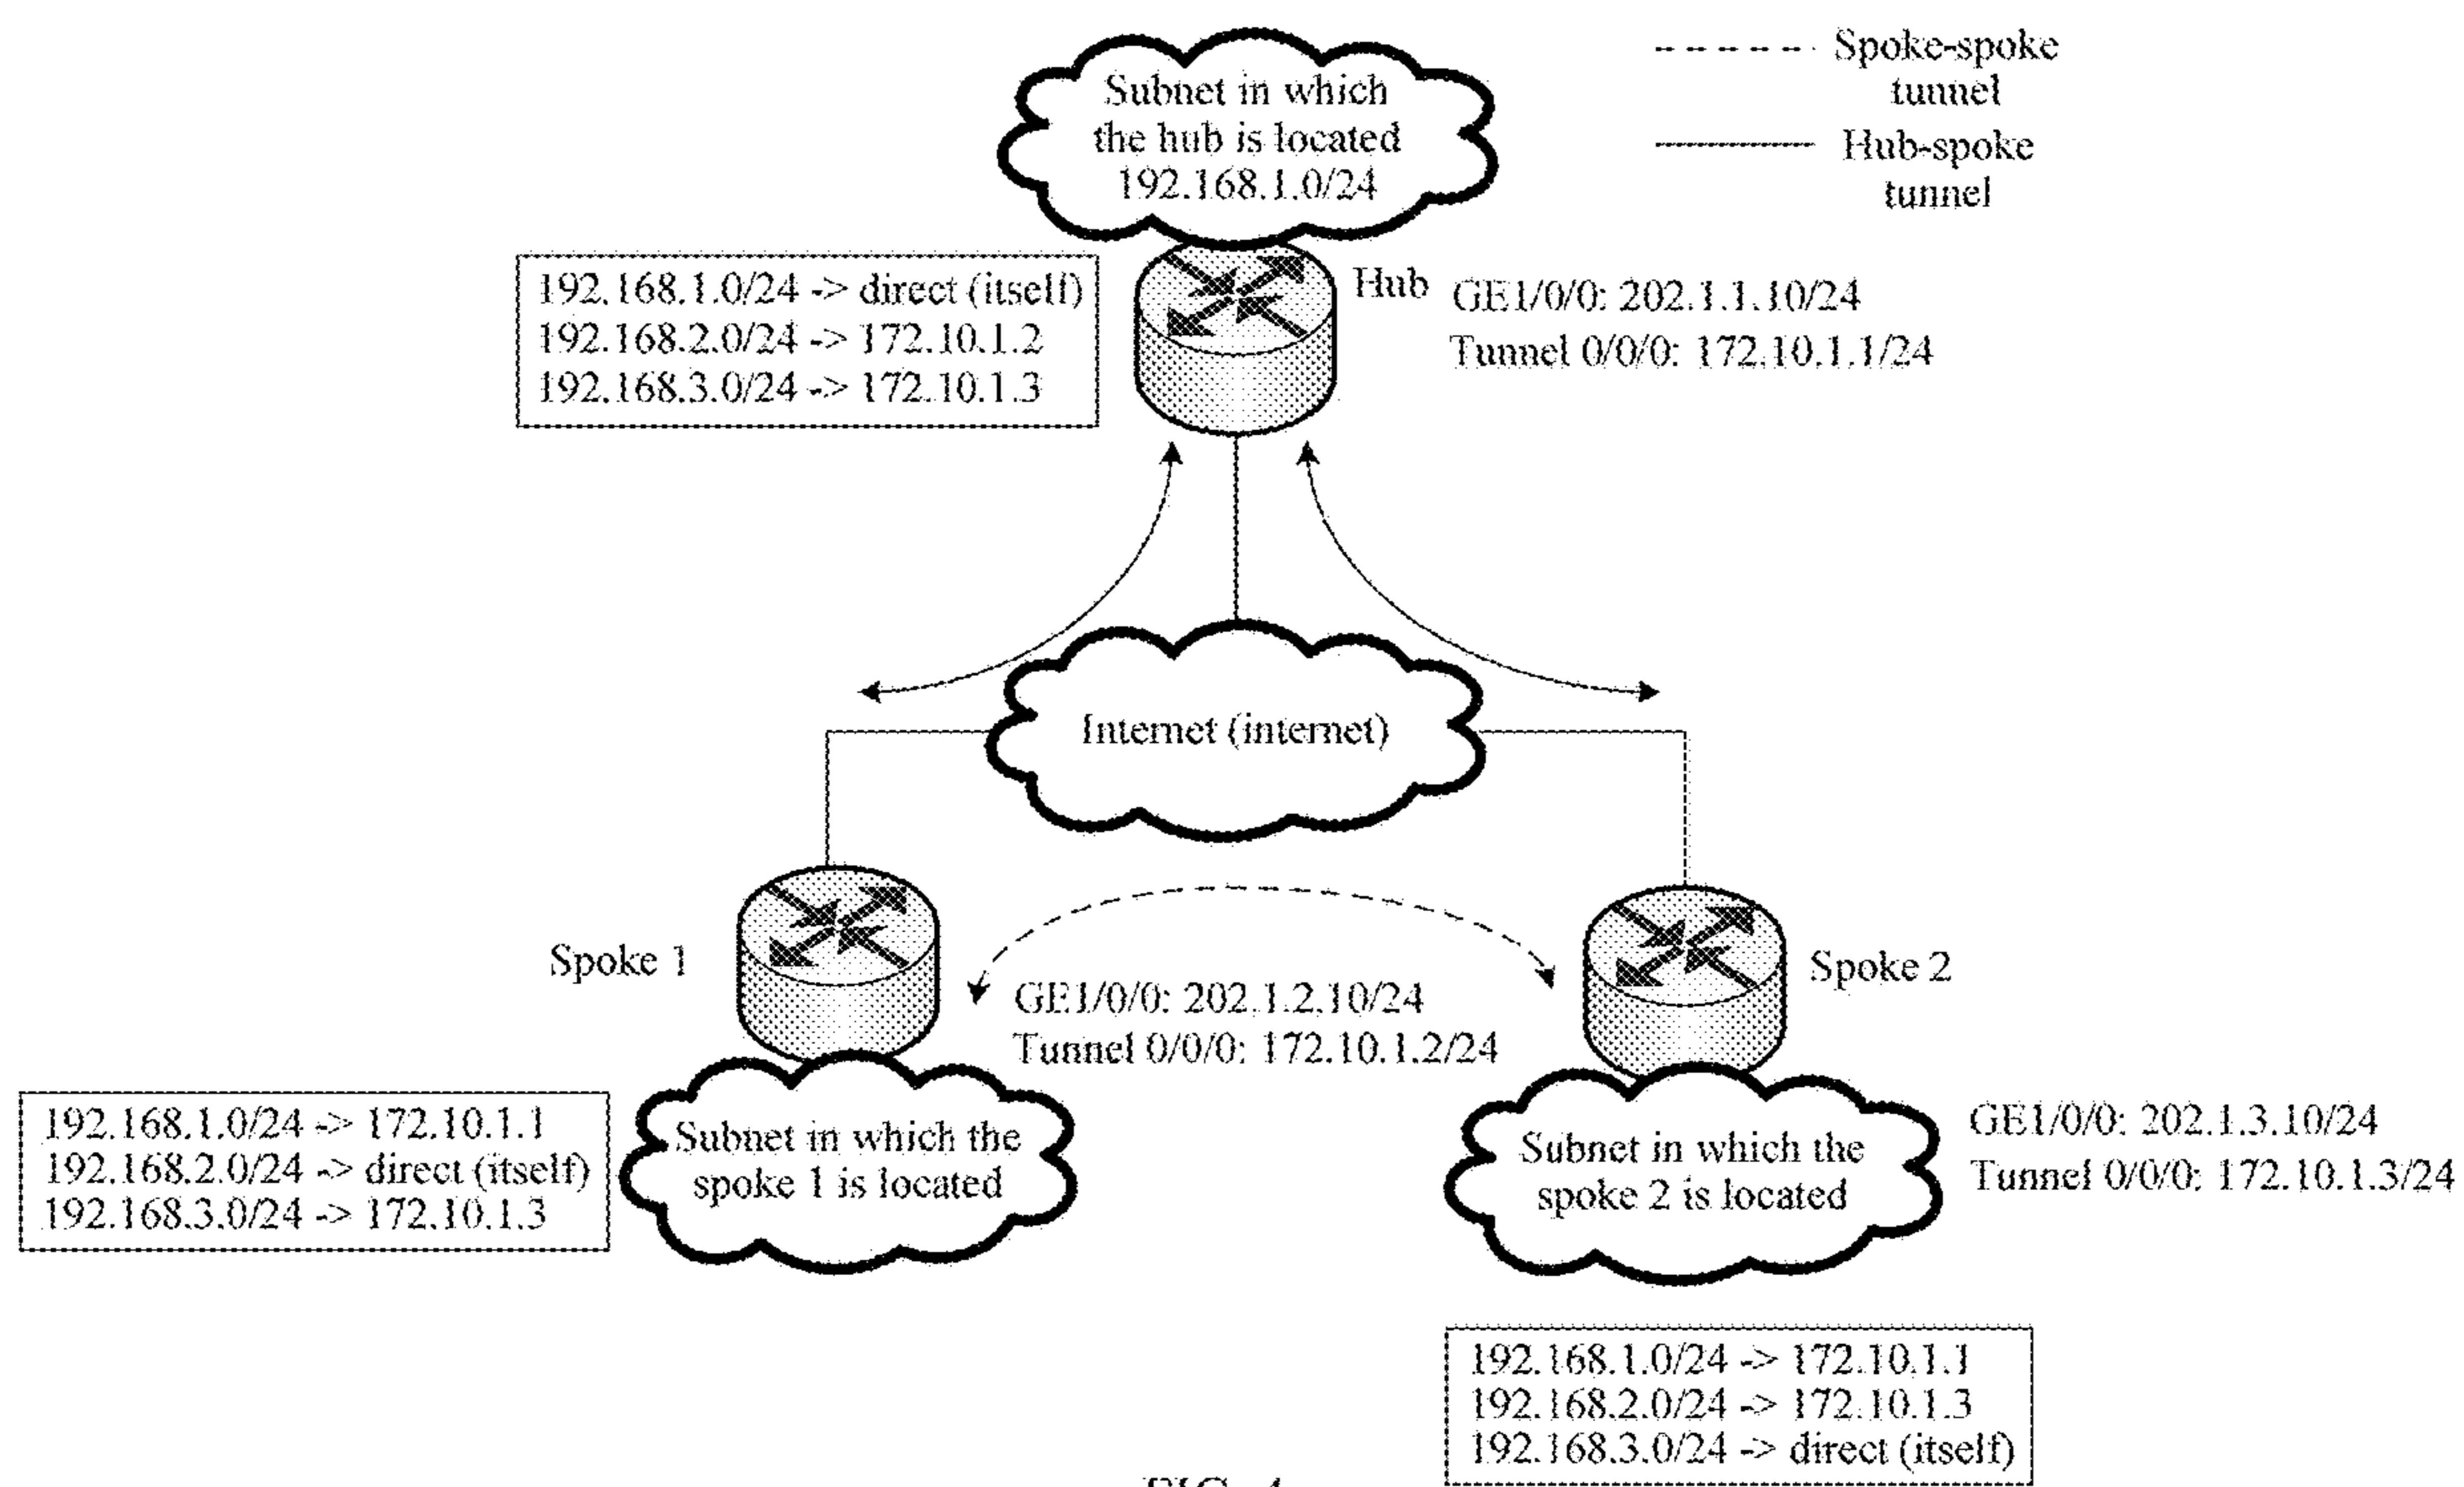 Subnet in which
the hub is located
192.168.1.0/24
Spoke-spoke
tunnel
Hub-spoke
tunnel
192.168.1.0/24 -> direct (itself)
192.168.2.0/24 -> 172.10.1.2
192.168.3.0/24 -> 172.10.1.3
Hub
GE1/0/0: 202.1.1.10/24
Tunnel 0/0/0: 172.10.1.1/24
Internet (internet)
Spoke 1
GE1/0/0: 202.1.2.10/24
Tunnel 0/0/0: 172.10.1.2/24
Spoke 2
192.168.1.0/24 -> 172.10.1.1
192.168.2.0/24 -> direct (itself)
192.168.3.0/24 -> 172.10.1.3
Subnet in which the
spoke 1 is located
Subnet in which the
spoke 2 is located
GE1/0/0: 202.1.3.10/24
Tunnel 0/0/0: 172.10.1.3/24
192.168.1.0/24 -> 172.10.1.1
192.168.2.0/24 -> 172.10.1.3
192.168.3.0/24 -> direct (itself)